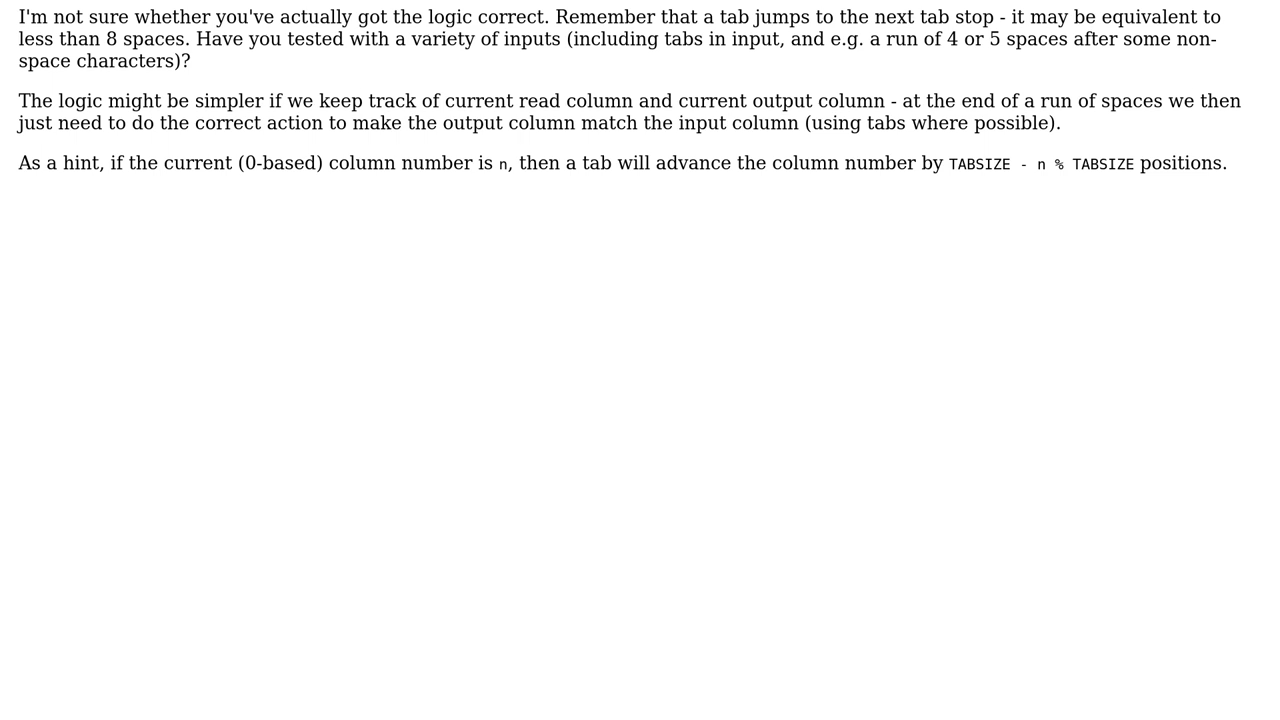 I'm not sure whether you've actually got the logic correct. Remember that a tab jumps to the next tab stop - it may be equivalent to
less than 8 spaces. Have you tested with a variety of inputs (including tabs in input, and e.g. a run of 4 or 5 spaces after some non-
space characters)?
The logic might be simpler if we keep track of current read column and current output column - at the end of a run of spaces we then
just need to do the correct action to make the output column match the input column (using tabs where possible).
As a hint, if the current (0-based) column number is n, then a tab will advance the column number by TABSIZE - n % TABSIZE positions.